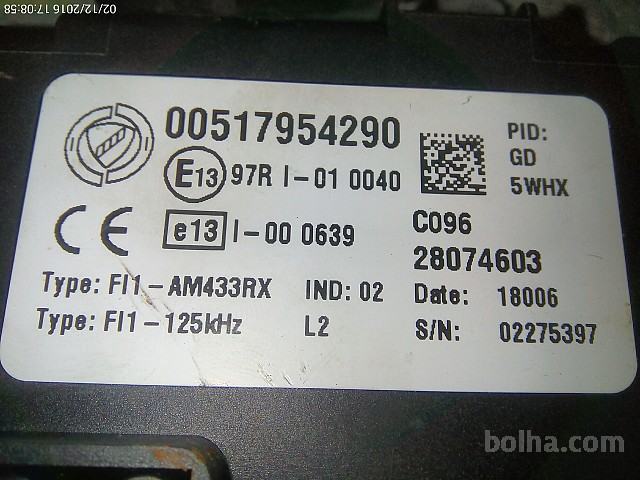 02/12/2016 17:08:58
00517954290
PID:
GD
5WHX
E13 97R I-01 0040
CE e13 I-00 0639
C096
28074603
Type: FI1-AM433RX IND: 02 Date: 18006
Type: FI1-125kHz L2 S/N: 02275397
bolha.com